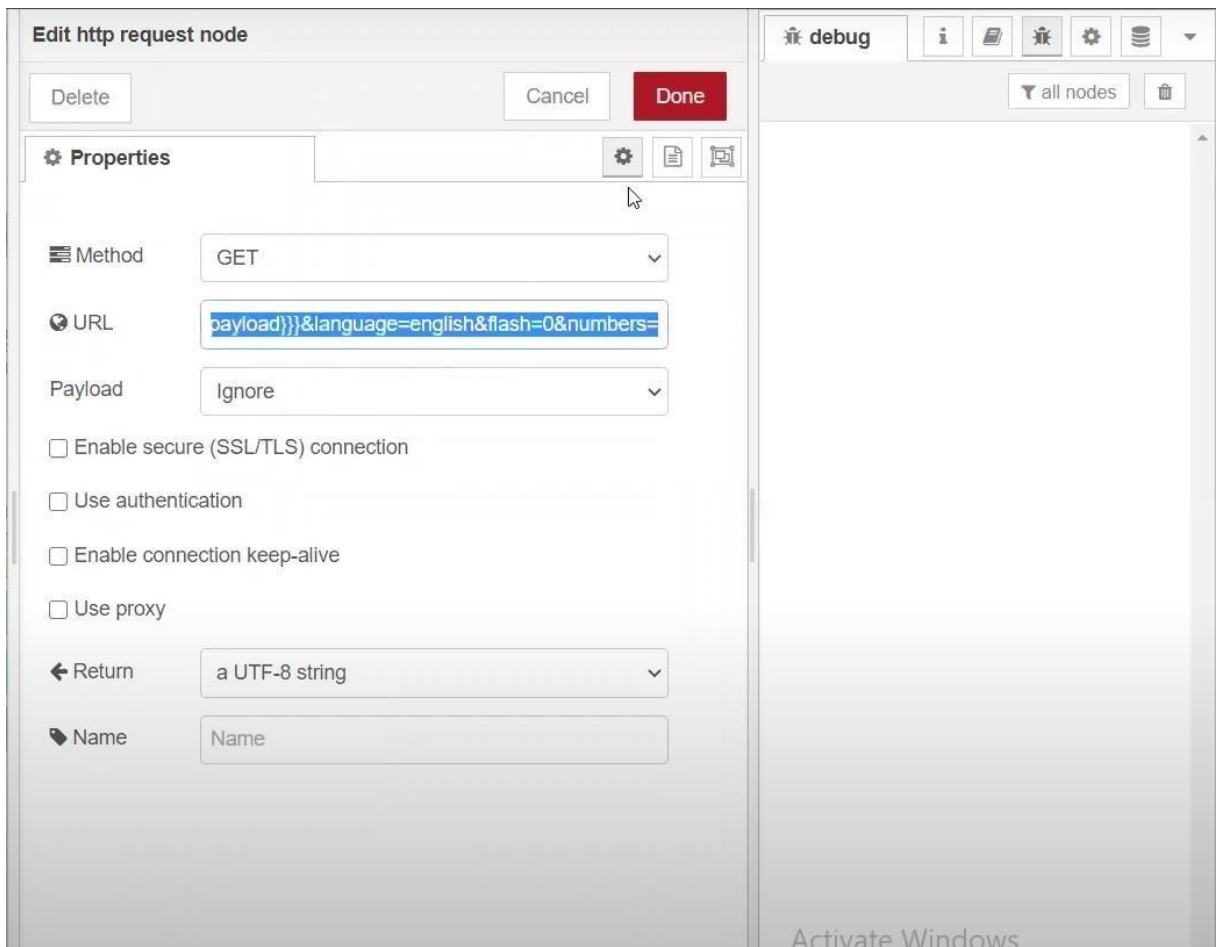 Edit http request node
debug
Delete
Cancel
Done
all nodes
Properties
Method
GET
URL
payload}}}&language=english&flash=0&numbers=
Payload
Ignore
Enable secure (SSL/TLS) connection
Use authentication
Enable connection keep-alive
Use proxy
Return
a UTF-8 string
Name
Name
Activate Windows